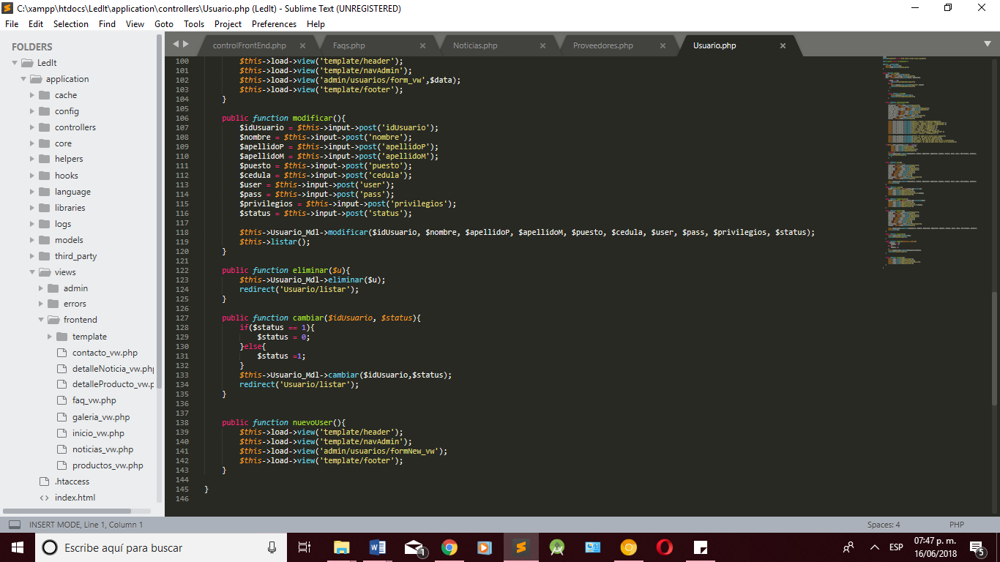 C:\xampp\htdocs\LedIt\application\controllers\Usuario.php (LedIt) - Sublime Text (UNREGISTERED)
File Edit Selection Find View Goto Tools Project Preferences Help
FOLDERS
LedIt
application
cache
config
controllers
core
helpers
hooks
language
libraries
logs
models
third_party
views
admin
errors
frontend
template
contacto_vw.php
detalleNoticia_vw.php
detalleProducto_vw.p
faq_vw.php
galeria_vw.php
inicio_vw.php
noticias_vw.php
productos_vw.php
.htaccess
index.html
controlFrontEnd.php Faqs.php Noticias.php Proveedores.php Usuario.php
100 $this->load->view('template/header');
101 $this->load->view('template/navAdmin');
102 $this->load->view('admin/usuarios/form_vw',$data);
103 $this->load->view('template/footer');
104 }
105
106 public function modificar(){
107 $idUsuario = $this->input->post('idUsuario');
108 $nombre = $this->input->post('nombre');
109 $apellidoP = $this->input->post('apellidoP');
110 $apellidoM = $this->input->post('apellidoM');
111 $puesto = $this->input->post('puesto');
112 $cedula = $this->input->post('cedula');
113 $user = $this->input->post('user');
114 $pass = $this->input->post('pass');
115 $privilegios = $this->input->post('privilegios');
116 $status = $this->input->post('status');
117
118 $this->Usuario_Mdl->modificar($idUsuario, $nombre, $apellidoP, $apellidoM, $puesto, $cedula, $user, $pass, $privilegios, $status);
119 $this->listar();
120 }
121
122 public function eliminar($u){
123 $this->Usuario_Mdl->eliminar($u);
124 redirect('Usuario/listar');
125 }
126
127 public function cambiar($idUsuario, $status){
128 if($status == 1){
129 $status = 0;
130 }else{
131 $status =1;
132 }
133 $this->Usuario_Mdl->cambiar($idUsuario,$status);
134 redirect('Usuario/listar');
135 }
136
137
138 public function nuevoUser(){
139 $this->load->view('template/header');
140 $this->load->view('template/navAdmin');
141 $this->load->view('admin/usuarios/formNew_vw');
142 $this->load->view('template/footer');
143 }
144
145 }
146
INSERT MODE, Line 1, Column 1 Spaces: 4 PHP
Escribe aquí para buscar
1
ESP
07:47 p. m.
16/06/2018
5